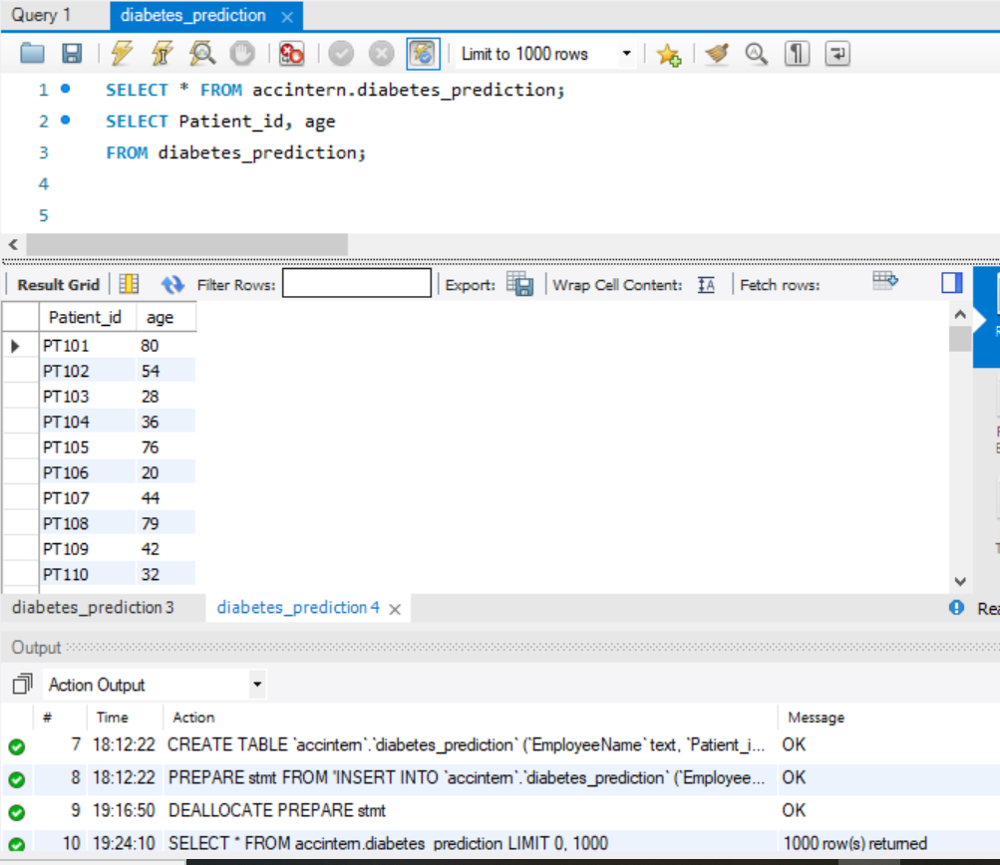 Query 1 diabetes_prediction
Limit to 1000 rows
1 SELECT * FROM accintern.diabetes_prediction;
2 SELECT Patient_id, age
3 FROM diabetes_prediction;
4
5
Result Grid Filter Rows: Export: Wrap Cell Content: Fetch rows:
Patient_id age
PT101 80
PT102 54
PT103 28
PT104 36
PT105 76
PT106 20
PT107 44
PT108 79
PT109 42
PT110 32
diabetes_prediction 3 diabetes_prediction 4 Rea
Output
Action Output
# Time Action Message
7 18:12:22 CREATE TABLE `accintern`.`diabetes_prediction` (`EmployeeName` text, `Patient_i... OK
8 18:12:22 PREPARE stmt FROM 'INSERT INTO `accintern`.`diabetes_prediction` (`Employee... OK
9 19:16:50 DEALLOCATE PREPARE stmt OK
10 19:24:10 SELECT * FROM accintern.diabetes_prediction LIMIT 0, 1000 1000 row(s) returned